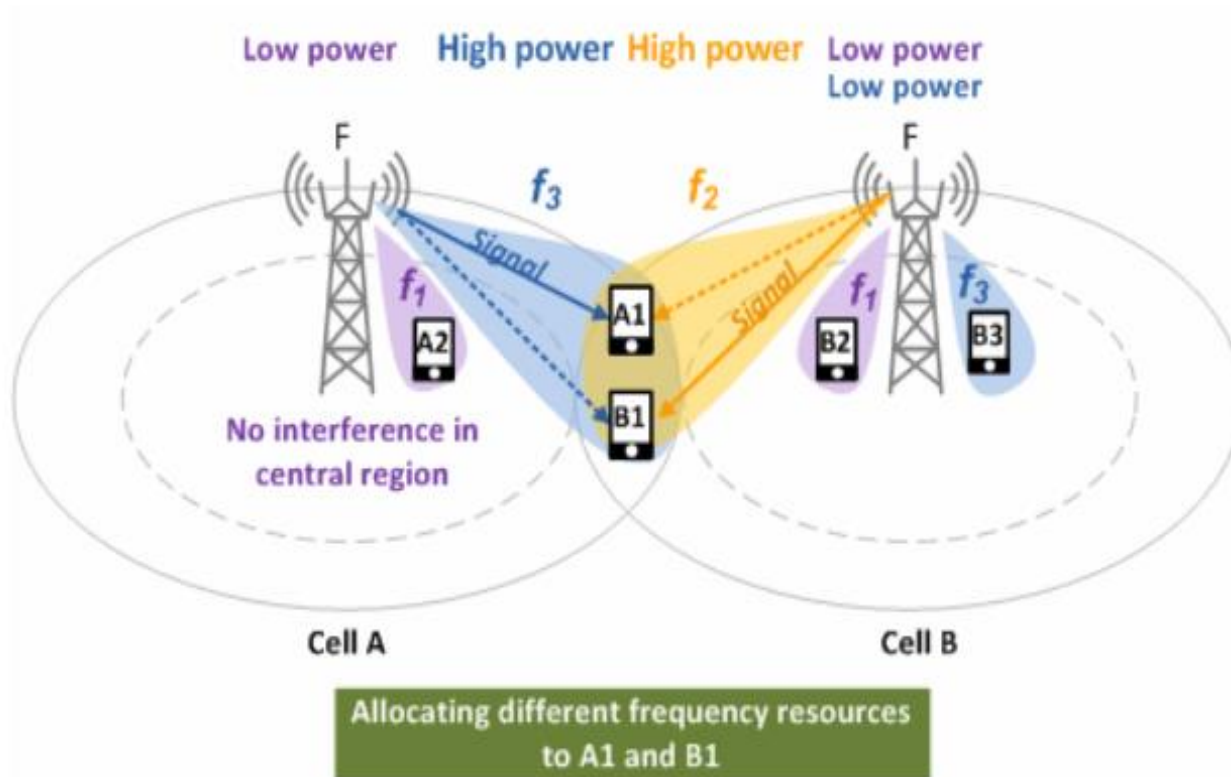 Low power
High power
High power
Low power
Low power
F
F
f3
f2
Signal
Signal
f1
A2
A1
B1
f1
B2
f3
B3
No interference in
central region
Cell A
Cell B
Allocating different frequency resources
to A1 and B1